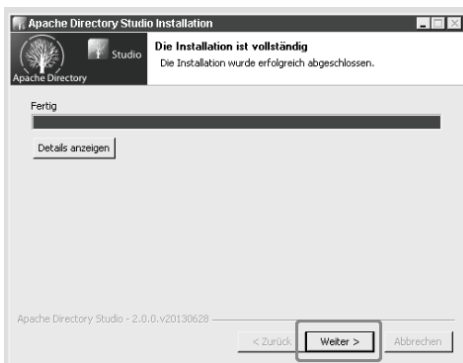 Apache Directory Studio Installation
Studio
Apache Directory
Die Installation ist vollständig
Die Installation wurde erfolgreich abgeschlossen.
Fertig
Details anzeigen
Apache Directory Studio - 2.0.0.v20130628
< Zurück
Weiter >
Abbrechen